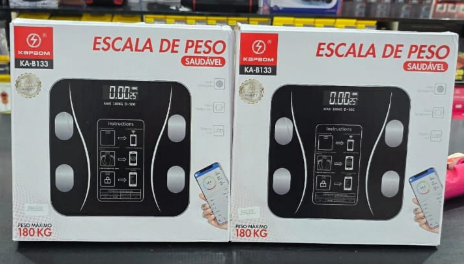 KAPBOM
KA-B133
ESCALA DE PESO
SAUDÁVEL
0.00
Instructions
PESO MÁXIMO
180 KG
KAPBOM
KA-B133
ESCALA DE PESO
SAUDÁVEL
0.00
Instructions
PESO MÁXIMO
180 KG